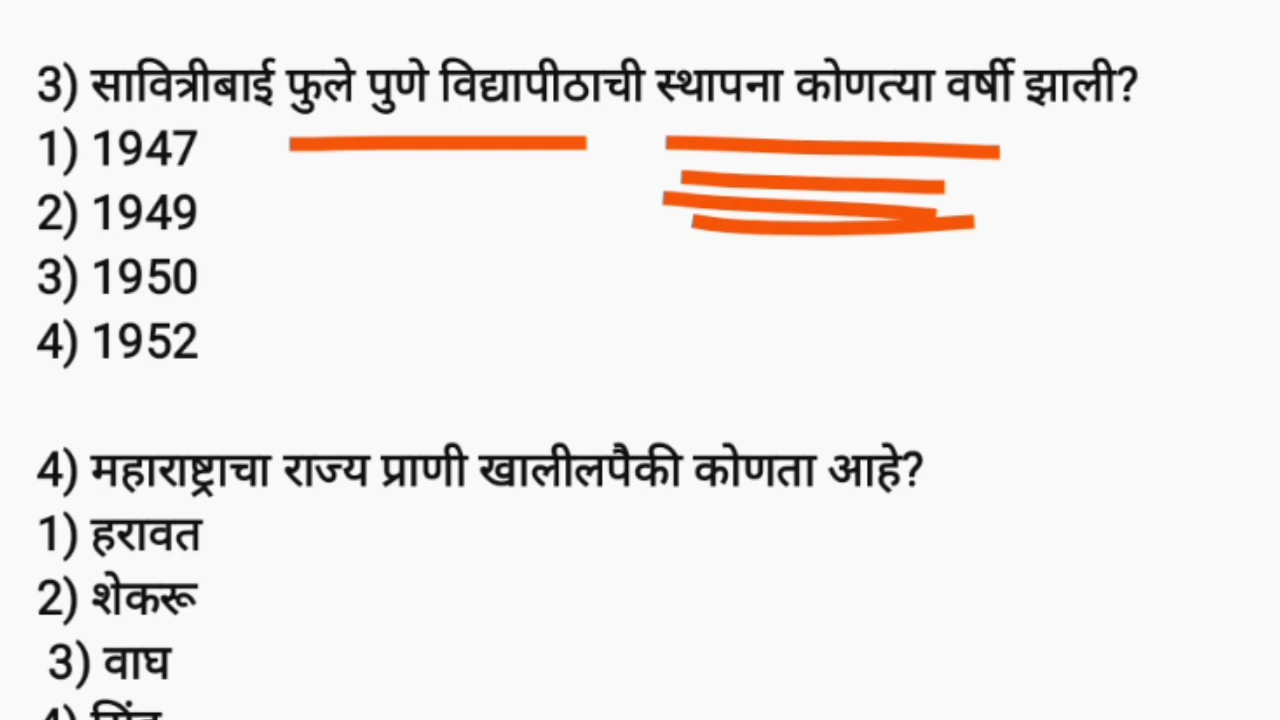 3) सावित्रीबाई फुले पुणे विद्यापीठाची स्थापना कोणत्या वर्षी झाली?
1) 1947
2) 1949
3) 1950
4) 1952
4) महाराष्ट्राचा राज्य प्राणी खालीलपैकी कोणता आहे?
1) हरावत
2) शेकरू
3) वाघ
4)